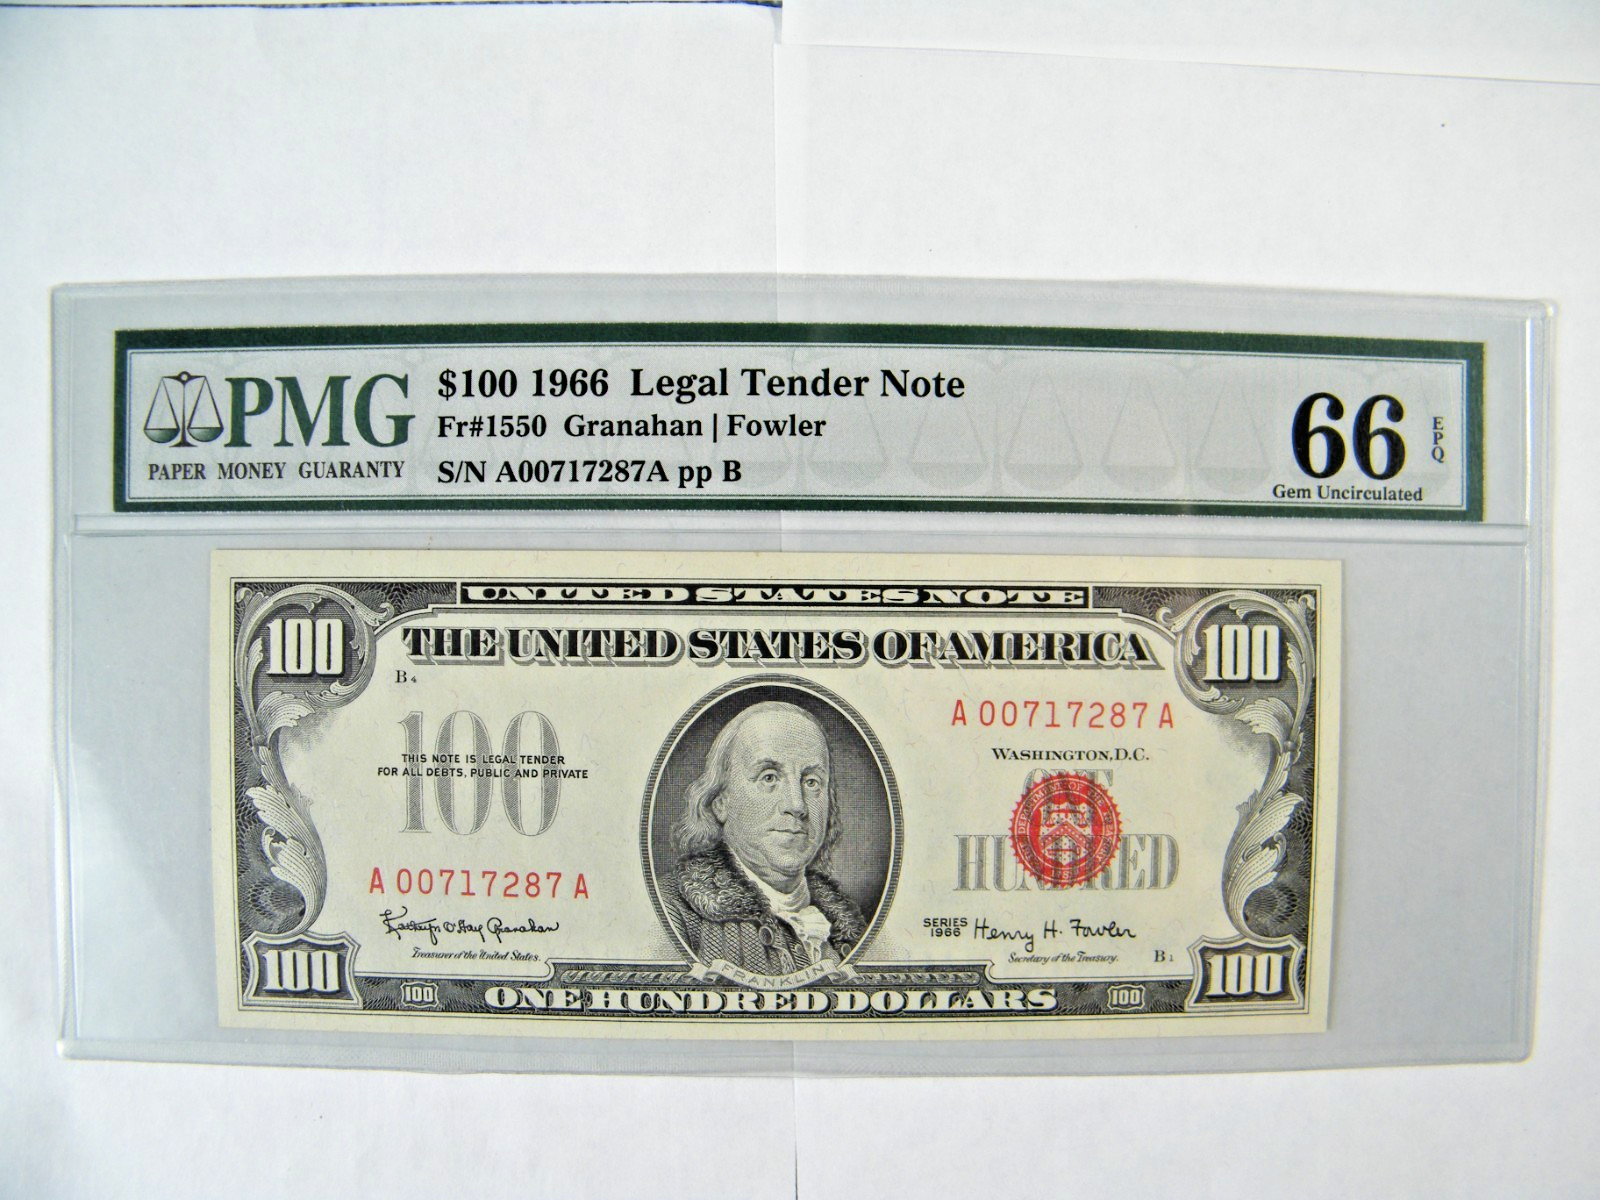 PMG
PAPER MONEY GUARANTY
$100 1966 Legal Tender Note
Fr#1550 Granahan | Fowler
S/N A00717287A pp B
66
EPQ
Gem Uncirculated
UNITED STATES NOTE
100
THE UNITED STATES OF AMERICA
100
B4
100
THIS NOTE IS LEGAL TENDER
FOR ALL DEBTS, PUBLIC AND PRIVATE
A 00717287 A
WASHINGTON, D.C.
ONE
HUNDRED
A 00717287 A
Kathryn O'Hay Granahan
Treasurer of the United States.
SERIES
1966
Henry H. Fowler
Secretary of the Treasury.
B1
FRANKLIN
100
100
ONE HUNDRED DOLLARS
100
100